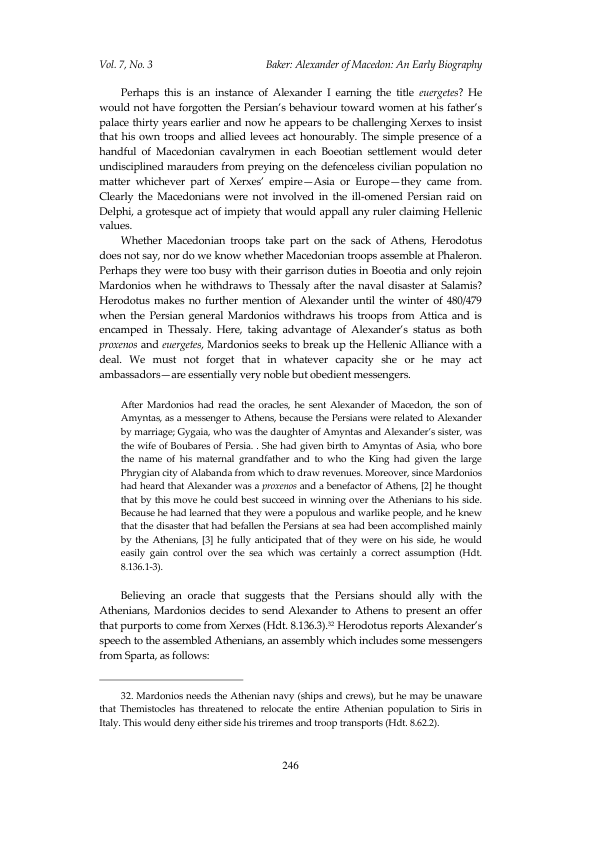 Vol. 7, No. 3 Baker: Alexander of Macedon: An Early Biography
Perhaps this is an instance of Alexander I earning the title euergetes? He
would not have forgotten the Persian's behaviour toward women at his father's
palace thirty years earlier and now he appears to be challenging Xerxes to insist
that his own troops and allied levees act honourably. The simple presence of a
handful of Macedonian cavalrymen in each Boeotian settlement would deter
undisciplined marauders from preying on the defenceless civilian population no
matter whichever part of Xerxes' empire—Asia or Europe—they came from.
Clearly the Macedonians were not involved in the ill-omened Persian raid on
Delphi, a grotesque act of impiety that would appall any ruler claiming Hellenic
values.
Whether Macedonian troops take part on the sack of Athens, Herodotus
does not say, nor do we know whether Macedonian troops assemble at Phaleron.
Perhaps they were too busy with their garrison duties in Boeotia and only rejoin
Mardonios when he withdraws to Thessaly after the naval disaster at Salamis?
Herodotus makes no further mention of Alexander until the winter of 480/479
when the Persian general Mardonios withdraws his troops from Attica and is
encamped in Thessaly. Here, taking advantage of Alexander's status as both
proxenos and euergetes, Mardonios seeks to break up the Hellenic Alliance with a
deal. We must not forget that in whatever capacity she or he may act
ambassadors—are essentially very noble but obedient messengers.
After Mardonios had read the oracles, he sent Alexander of Macedon, the son of
Amyntas, as a messenger to Athens, because the Persians were related to Alexander
by marriage; Gygaia, who was the daughter of Amyntas and Alexander's sister, was
the wife of Boubares of Persia. . She had given birth to Amyntas of Asia, who bore
the name of his maternal grandfather and to who the King had given the large
Phrygian city of Alabanda from which to draw revenues. Moreover, since Mardonios
had heard that Alexander was a proxenos and a benefactor of Athens, [2] he thought
that by this move he could best succeed in winning over the Athenians to his side.
Because he had learned that they were a populous and warlike people, and he knew
that the disaster that had befallen the Persians at sea had been accomplished mainly
by the Athenians, [3] he fully anticipated that of they were on his side, he would
easily gain control over the sea which was certainly a correct assumption (Hdt.
8.136.1-3).
Believing an oracle that suggests that the Persians should ally with the
Athenians, Mardonios decides to send Alexander to Athens to present an offer
that purports to come from Xerxes (Hdt. 8.136.3).32 Herodotus reports Alexander's
speech to the assembled Athenians, an assembly which includes some messengers
from Sparta, as follows:
32. Mardonios needs the Athenian navy (ships and crews), but he may be unaware
that Themistocles has threatened to relocate the entire Athenian population to Siris in
Italy. This would deny either side his triremes and troop transports (Hdt. 8.62.2).
246